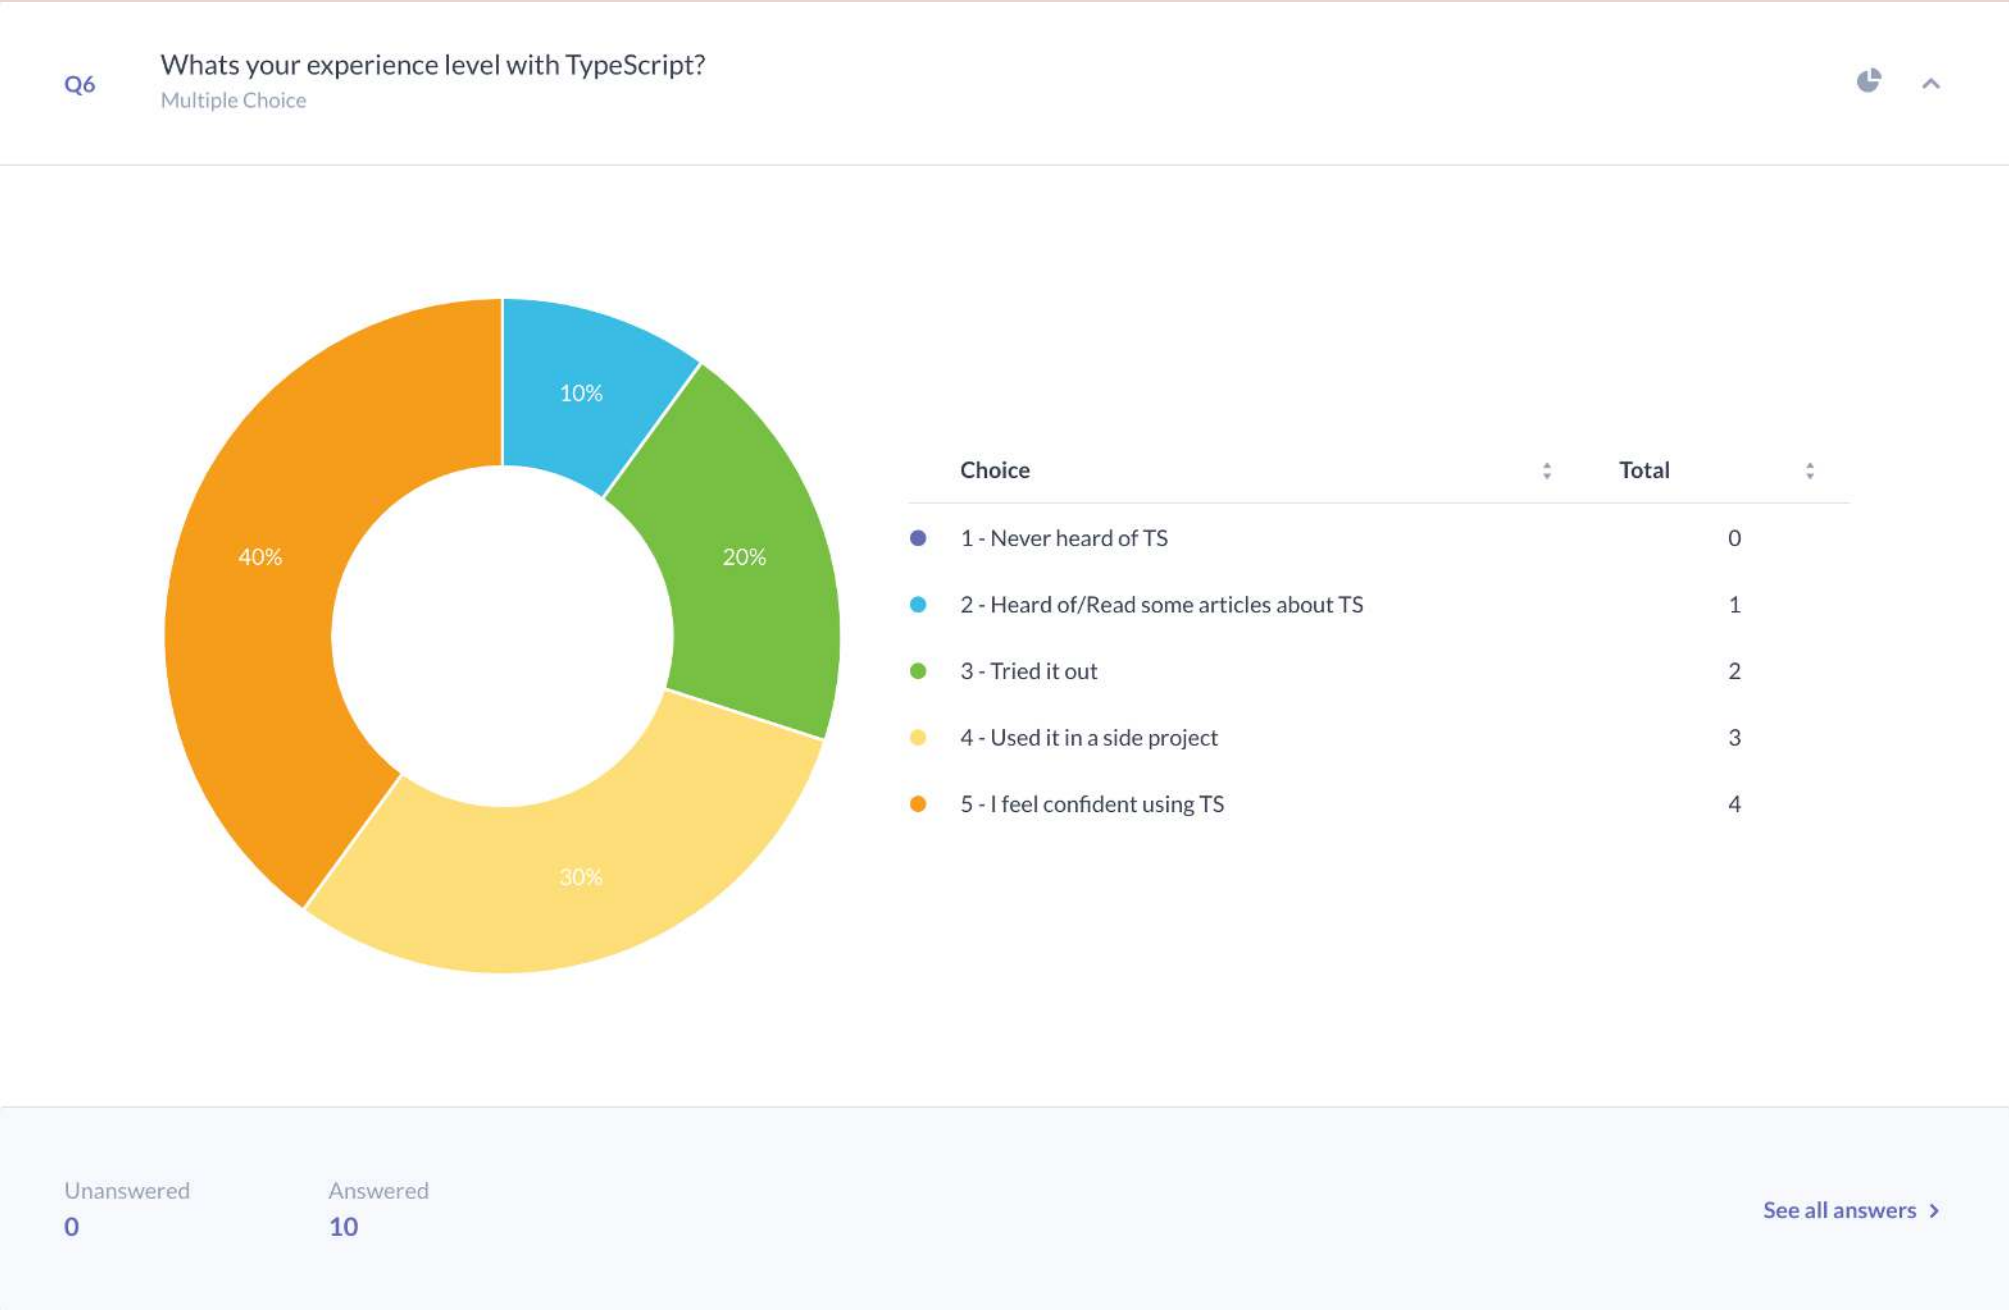 Q6
Whats your experience level with TypeScript?
Multiple Choice
10%
20%
30%
40%
Choice Total
1 - Never heard of TS 0
2 - Heard of/Read some articles about TS 1
3 - Tried it out 2
4 - Used it in a side project 3
5 - I feel confident using TS 4
Unanswered Answered
0 10
See all answers